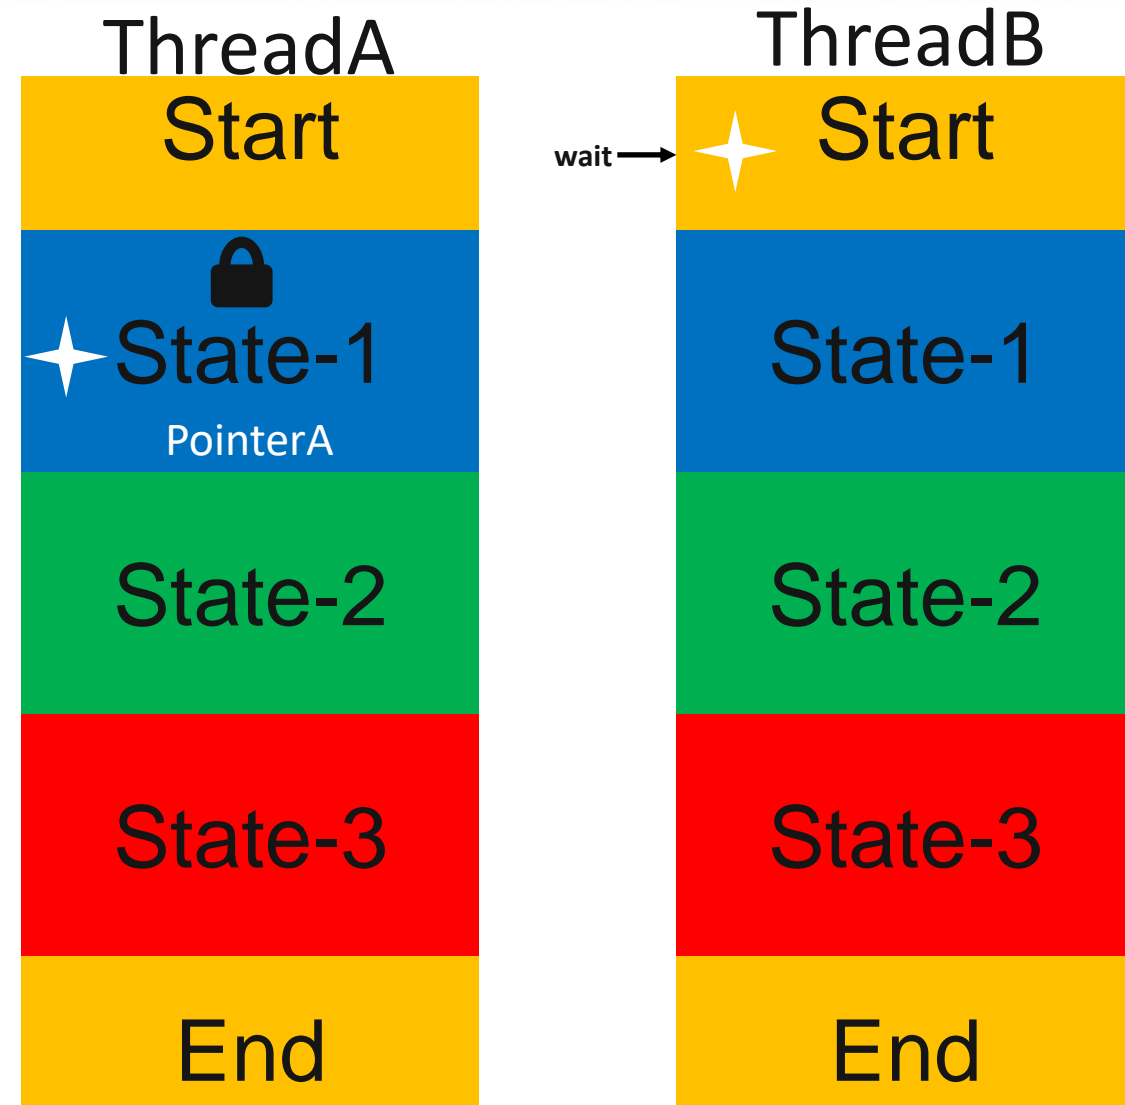 ThreadA
Start
State-1
PointerA
State-2
State-3
End
ThreadB
wait
Start
State-1
State-2
State-3
End